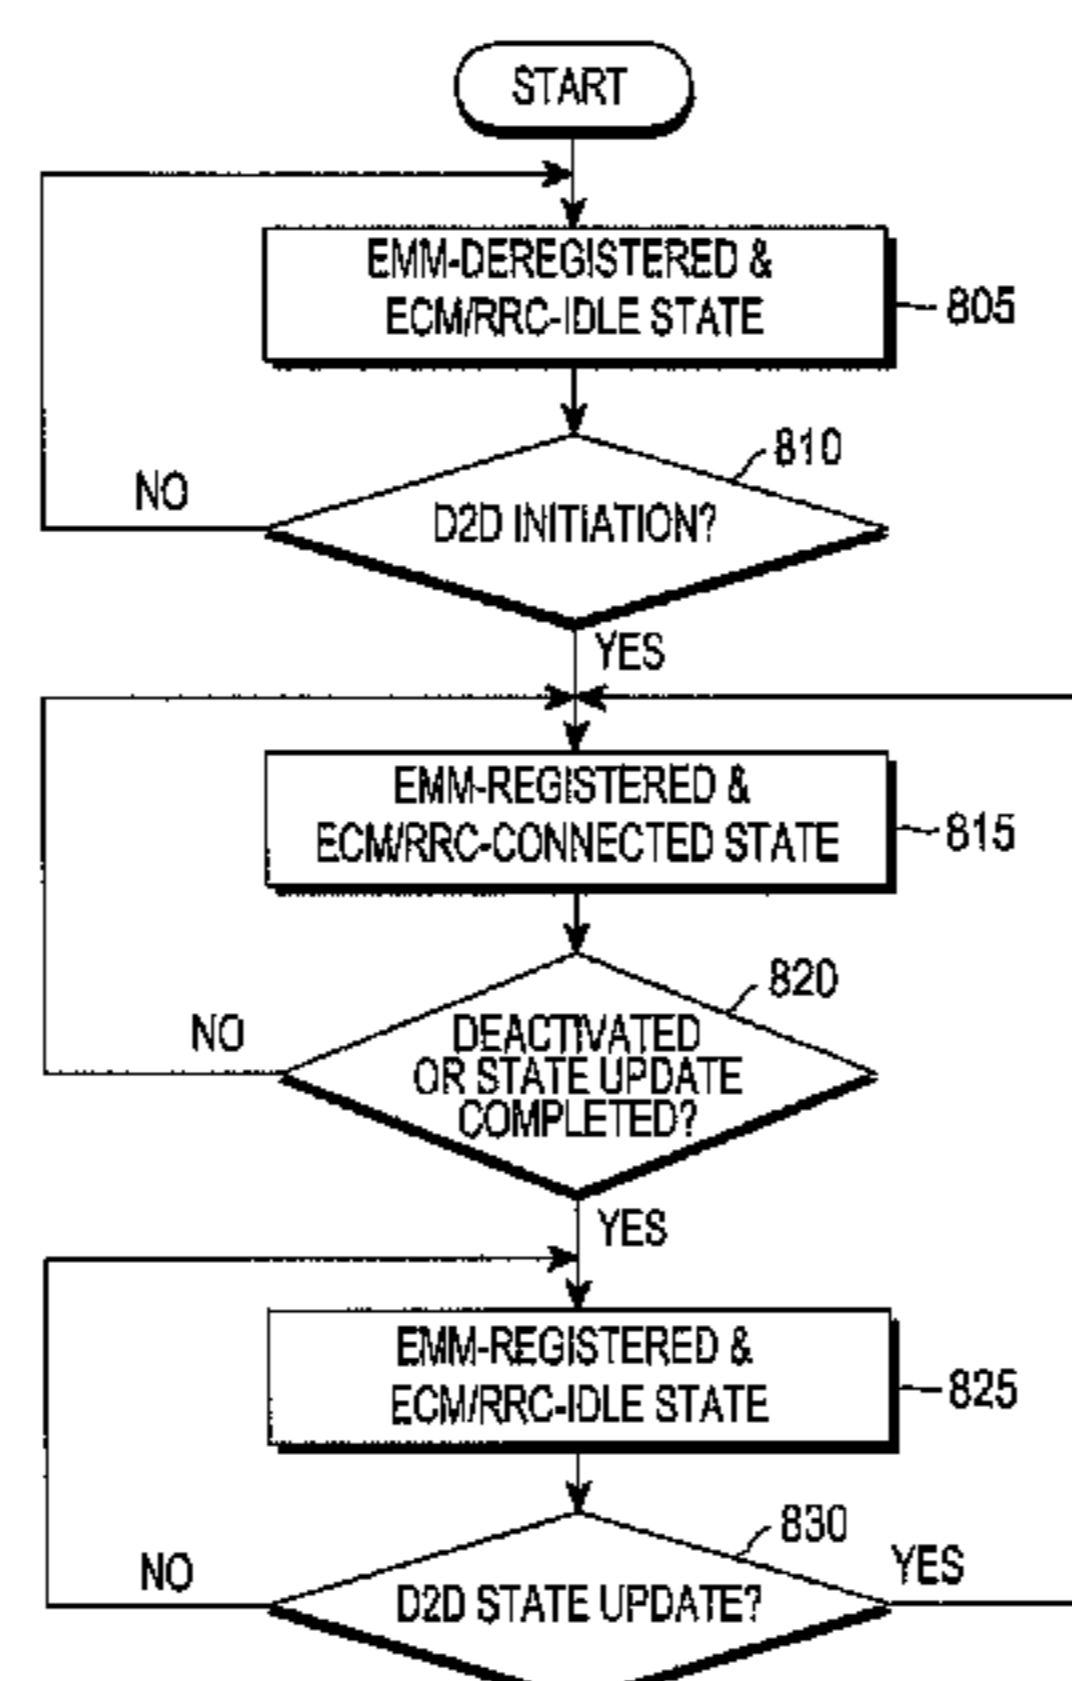 START
EMM-DEREGISTERED &
ECM/RRC-IDLE STATE
805
810
NO
D2D INITIATION?
YES
EMM-REGISTERED &
ECM/RRC-CONNECTED STATE
815
820
NO
DEACTIVATED
OR STATE UPDATE
COMPLETED?
YES
EMM-REGISTERED &
ECM/RRC-IDLE STATE
825
830
NO
YES
D2D STATE UPDATE?